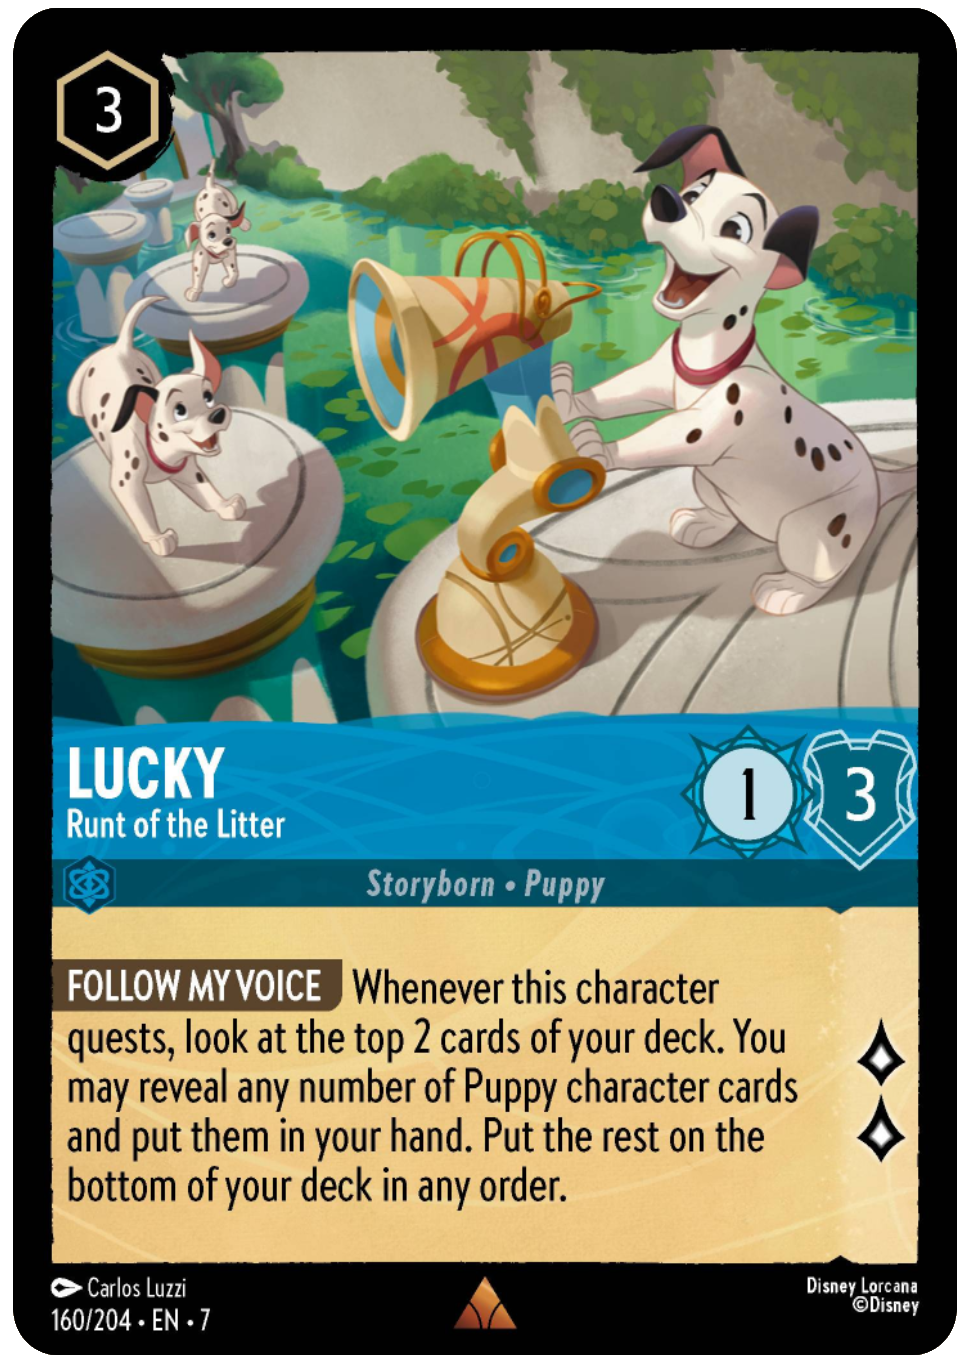 3
LUCKY
Runt of the Litter
1
3
Storyborn • Puppy
FOLLOW MY VOICE Whenever this character
quests, look at the top 2 cards of your deck. You
may reveal any number of Puppy character cards
and put them in your hand. Put the rest on the
bottom of your deck in any order.
Carlos Luzzi
160/204 • EN • 7
Disney Lorcana
©Disney